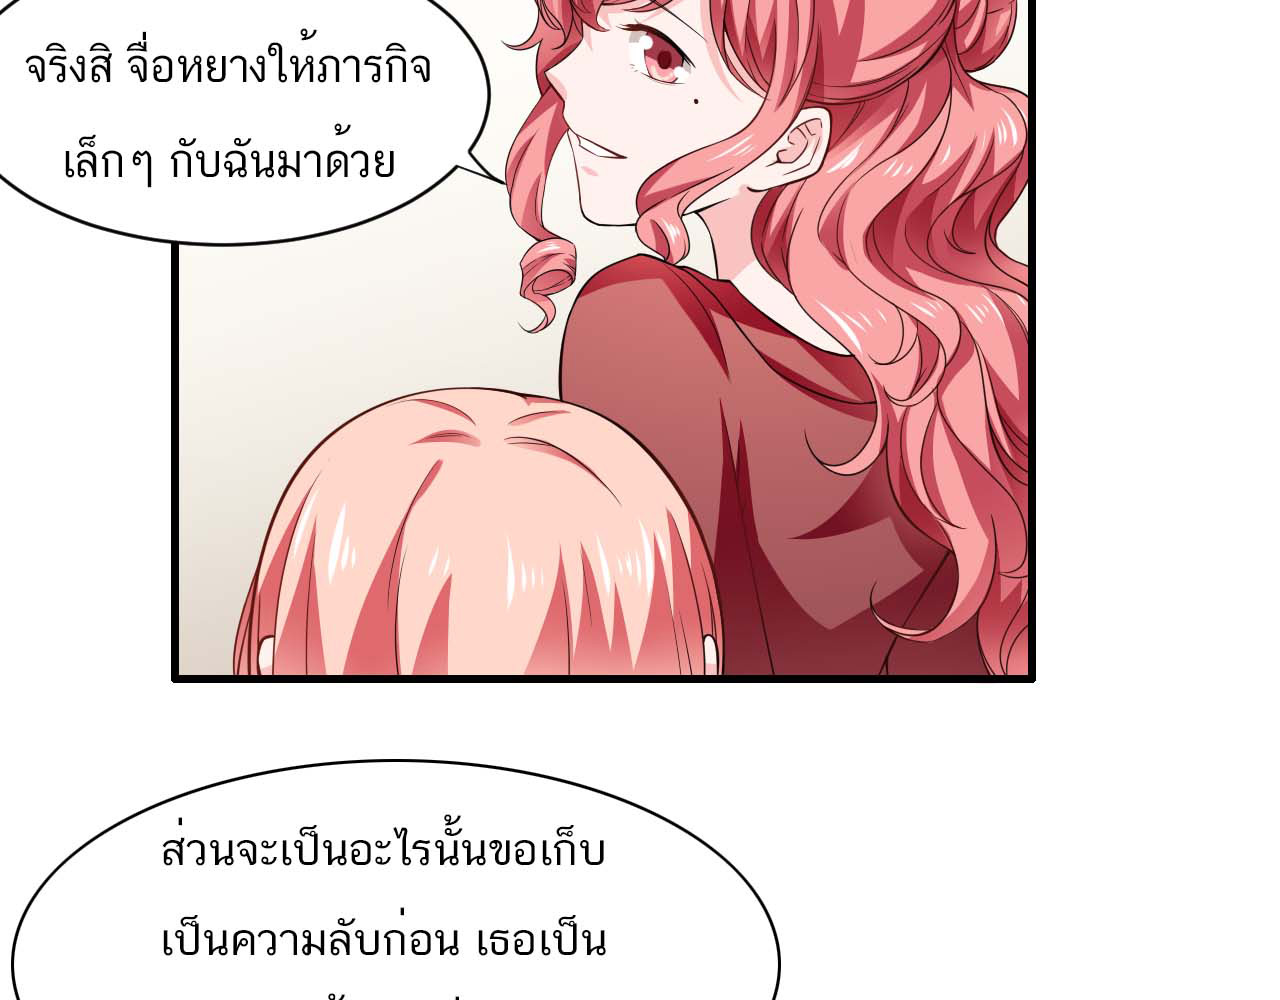 จริงสิ จื่อหยางให้ภารกิจ
เล็กๆ กับฉันมาด้วย
ส่วนจะเป็นอะไรนั้นขอเก็บ
เป็นความลับก่อน เธอเป็น